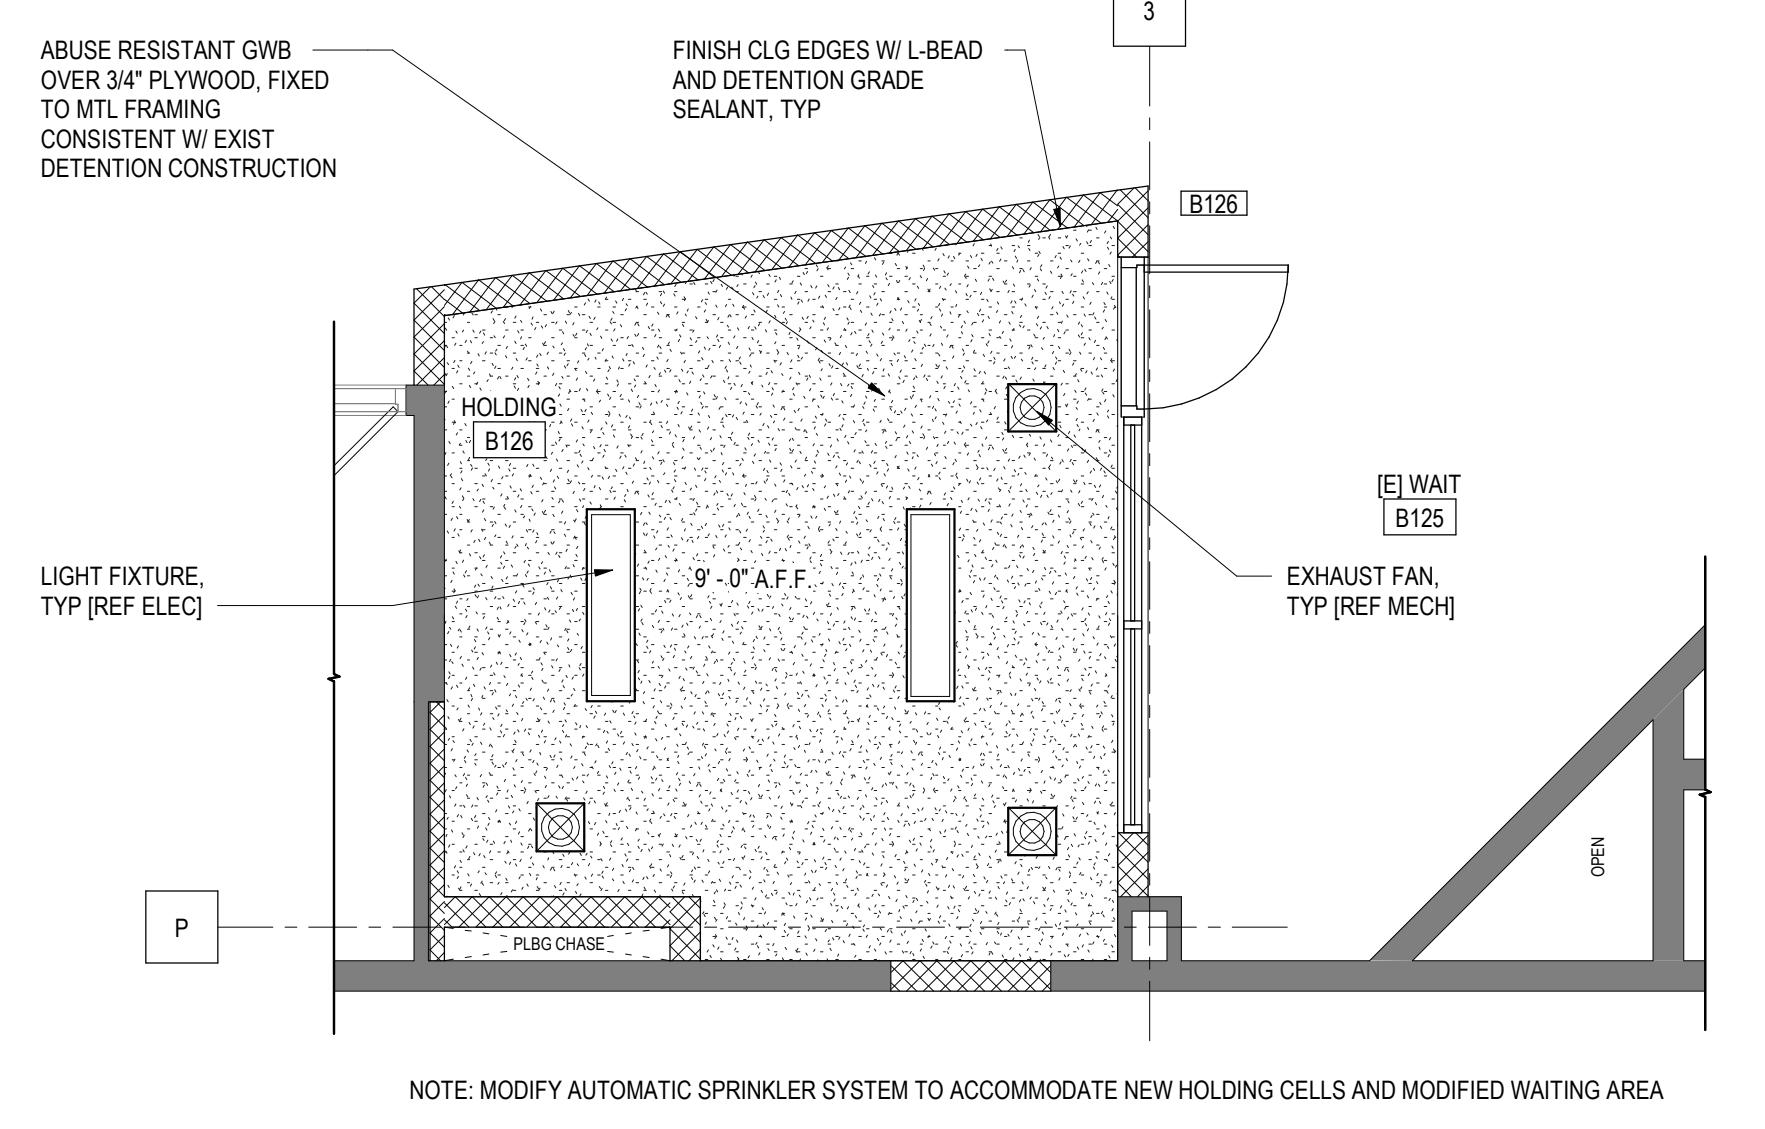 3
ABUSE RESISTANT GWB
OVER 3/4" PLYWOOD, FIXED
TO MTL FRAMING
CONSISTENT W/ EXIST
DETENTION CONSTRUCTION
FINISH CLG EDGES W/ L-BEAD
AND DETENTION GRADE
SEALANT, TYP
B126
HOLDING
B126
[E] WAIT
B125
LIGHT FIXTURE,
TYP [REF ELEC]
9' - 0" A.F.F.
EXHAUST FAN,
TYP [REF MECH]
OPEN
P
PLBG CHASE
NOTE: MODIFY AUTOMATIC SPRINKLER SYSTEM TO ACCOMMODATE NEW HOLDING CELLS AND MODIFIED WAITING AREA